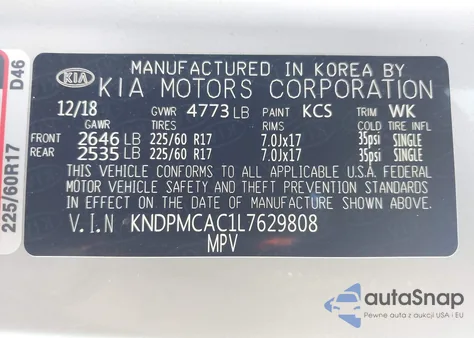 D46
225/60R17
KIA
MANUFACTURED IN KOREA BY
KIA MOTORS CORPORATION
12/18 GVWR 4773 LB PAINT KCS TRIM WK
GAWR TIRES RIMS COLD TIRE INFL
FRONT 2646 LB 225/60 R17 7.0Jx17 35psi SINGLE
REAR 2535 LB 225/60 R17 7.0Jx17 35psi SINGLE
THIS VEHICLE CONFORMS TO ALL APPLICABLE U.S.A. FEDERAL
MOTOR VEHICLE SAFETY AND THEFT PREVENTION STANDARDS
IN EFFECT ON THE DATE OF MANUFACTURE SHOWN ABOVE.
V.I.N KNDPMCAC1L7629808
MPV
autoSnap
Pewne auta z aukcji USA i EU